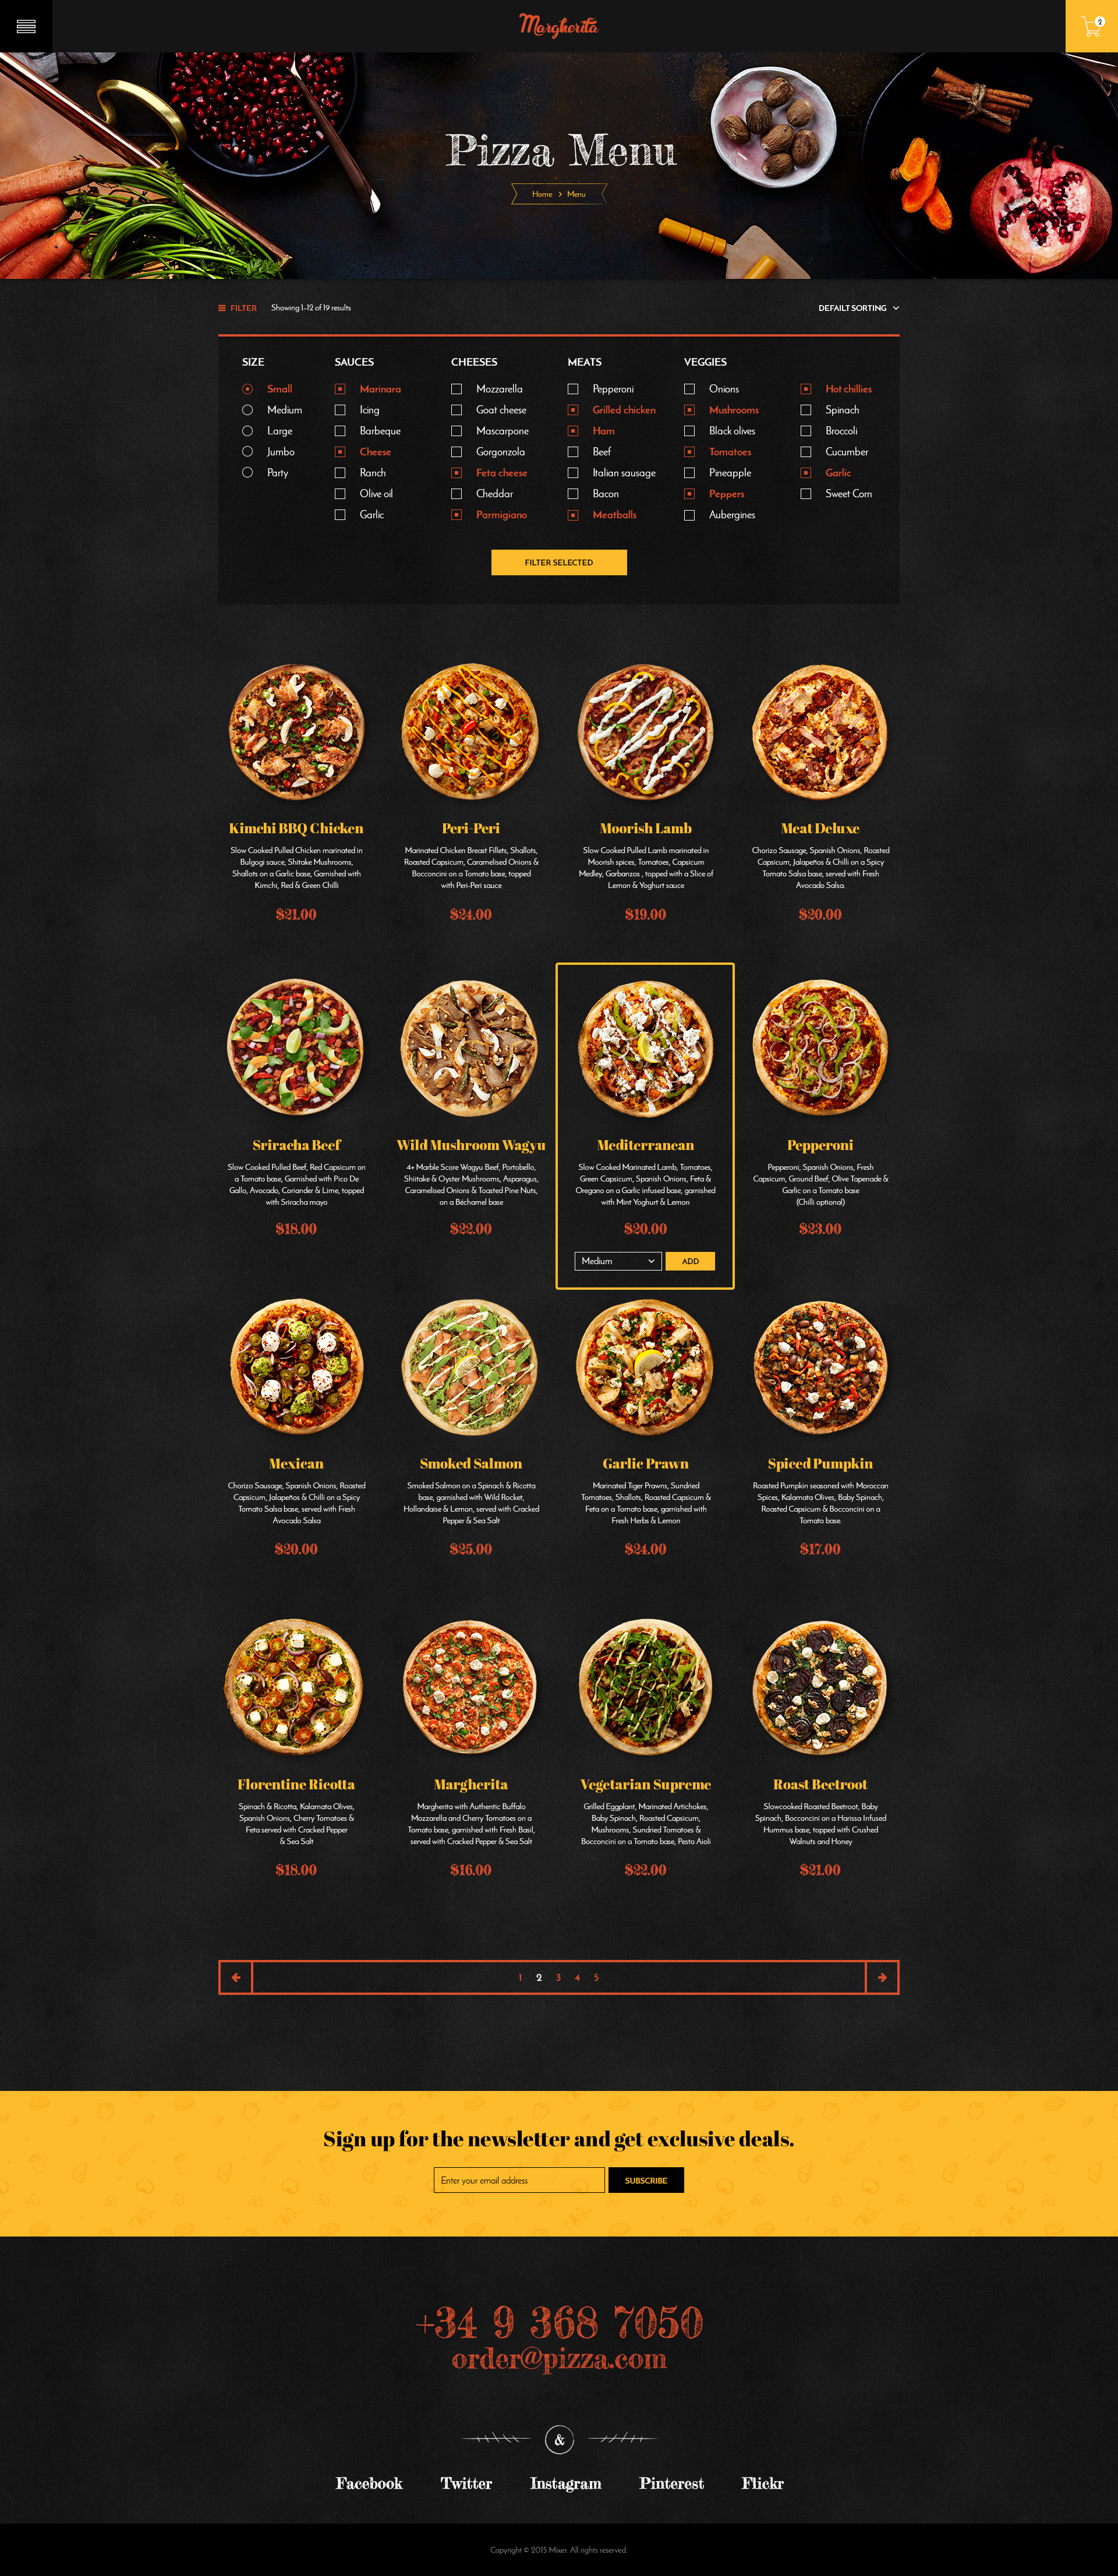 Margherita
2
Pizza Menu
Home > Menu
FILTER
Showing 1-12 of 19 results
DEFAILT SORTING
SIZE
Small
Medium
Large
Jumbo
Party
SAUCES
Marinara
Icing
Barbeque
Cheese
Ranch
Olive oil
Garlic
CHEESES
Mozzarella
Goat cheese
Mascarpone
Gorgonzola
Feta cheese
Cheddar
Parmigiano
MEATS
Pepperoni
Grilled chicken
Ham
Beef
Italian sausage
Bacon
Meatballs
VEGGIES
Onions
Mushrooms
Black olives
Tomatoes
Pineapple
Peppers
Aubergines
Hot chillies
Spinach
Broccoli
Cucumber
Garlic
Sweet Corn
FILTER SELECTED
Kimchi BBQ Chicken
Slow Cooked Pulled Chicken marinated in
Bulgogi sauce, Shitake Mushrooms,
Shallots on a Garlic base, Garnished with
Kimchi, Red & Green Chilli
$21.00
Peri-Peri
Marinated Chicken Breast Fillets, Shallots,
Roasted Capsicum, Caramelised Onions &
Bocconcini on a Tomato base, topped
with Peri-Peri sauce
$24.00
Moorish Lamb
Slow Cooked Pulled Lamb marinated in
Moorish spices, Tomatoes, Capsicum
Medley, Garbanzos , topped with a Slice of
Lemon & Yoghurt sauce
$19.00
Meat Deluxe
Chorizo Sausage, Spanish Onions, Roasted
Capsicum, Jalapeños & Chilli on a Spicy
Tomato Salsa base, served with Fresh
Avocado Salsa.
$20.00
Sriracha Beef
Slow Cooked Pulled Beef, Red Capsicum on
a Tomato base, Garnished with Pico De
Gallo, Avocado, Coriander & Lime, topped
with Sriracha mayo
$18.00
Wild Mushroom Wagyu
4+ Marble Score Wagyu Beef, Portobello,
Shiitake & Oyster Mushrooms, Asparagus,
Caramelised Onions & Toasted Pine Nuts,
on a Béchamel base
$22.00
Mediterranean
Slow Cooked Marinated Lamb, Tomatoes,
Green Capsicum, Spanish Onions, Feta &
Oregano on a Garlic infused base, garnished
with Mint Yoghurt & Lemon
$20.00
Medium
ADD
Pepperoni
Pepperoni, Spanish Onions, Fresh
Capsicum, Ground Beef, Olive Tapenade &
Garlic on a Tomato base
(Chilli optional)
$23.00
Mexican
Chorizo Sausage, Spanish Onions, Roasted
Capsicum, Jalapeños & Chilli on a Spicy
Tomato Salsa base, served with Fresh
Avocado Salsa
$20.00
Smoked Salmon
Smoked Salmon on a Spinach & Ricotta
base, garnished with Wild Rocket,
Hollandaise & Lemon, served with Cracked
Pepper & Sea Salt
$25.00
Garlic Prawn
Marinated Tiger Prawns, Sundried
Tomatoes, Shallots, Roasted Capsicum &
Feta on a Tomato base, garnished with
Fresh Herbs & Lemon
$24.00
Spiced Pumpkin
Roasted Pumpkin seasoned with Moroccan
Spices, Kalamata Olives, Baby Spinach,
Roasted Capsicum & Bocconcini on a
Tomato base.
$17.00
Florentine Ricotta
Spinach & Ricotta, Kalamata Olives,
Spanish Onions, Cherry Tomatoes &
Feta served with Cracked Pepper
& Sea Salt
$18.00
Margherita
Margherita with Authentic Buffalo
Mozzarella and Cherry Tomatoes on a
Tomato base, garnished with Fresh Basil,
served with Cracked Pepper & Sea Salt
$16.00
Vegetarian Supreme
Grilled Eggplant, Marinated Artichokes,
Baby Spinach, Roasted Capsicum,
Mushrooms, Sundried Tomatoes &
Bocconcini on a Tomato base, Pesto Aioli
$22.00
Roast Beetroot
Slowcooked Roasted Beetroot, Baby
Spinach, Bocconcini on a Harissa Infused
Hummus base, topped with Crushed
Walnuts and Honey
$21.00
1 2 3 4 5
Sign up for the newsletter and get exclusive deals.
Enter your email address
SUBSCRIBE
+34 9 368 7050
order@pizza.com
&
Facebook Twitter Instagram Pinterest Flickr
Copyright © 2015 Mixer. All rights reserved.